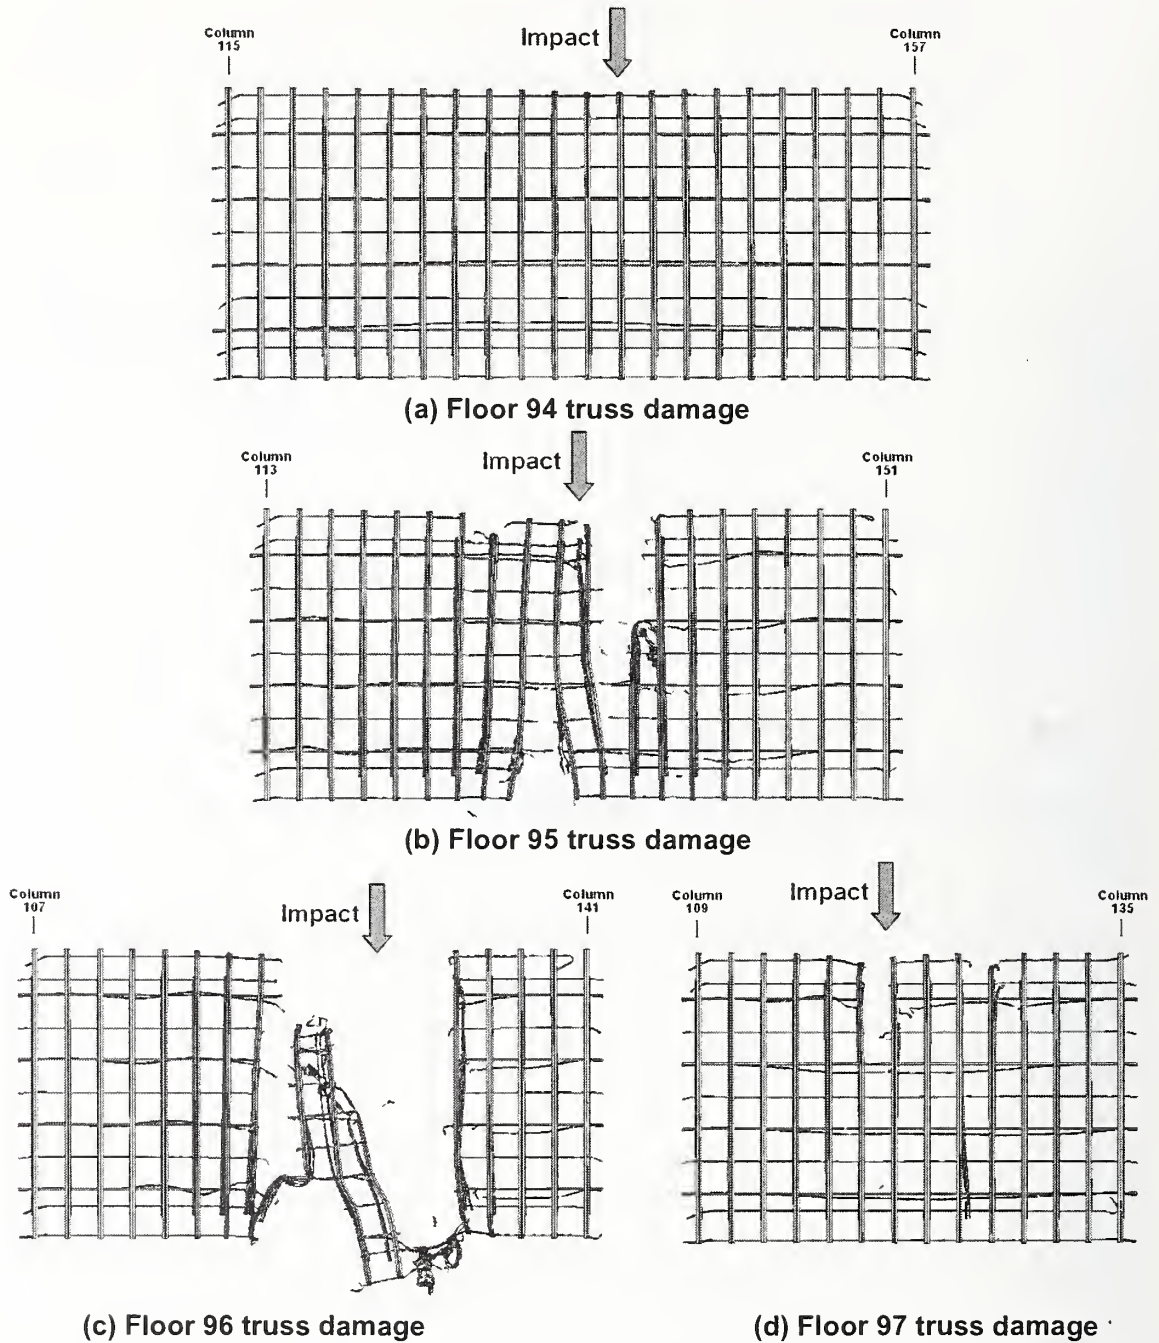 Impact
Column
115
Column
157
(a) Floor 94 truss damage
Impact
Column
113
Column
151
(b) Floor 95 truss damage
Impact
Column
107
Column
141
Impact
Column
109
Column
135
(c) Floor 96 truss damage
(d) Floor 97 truss damage